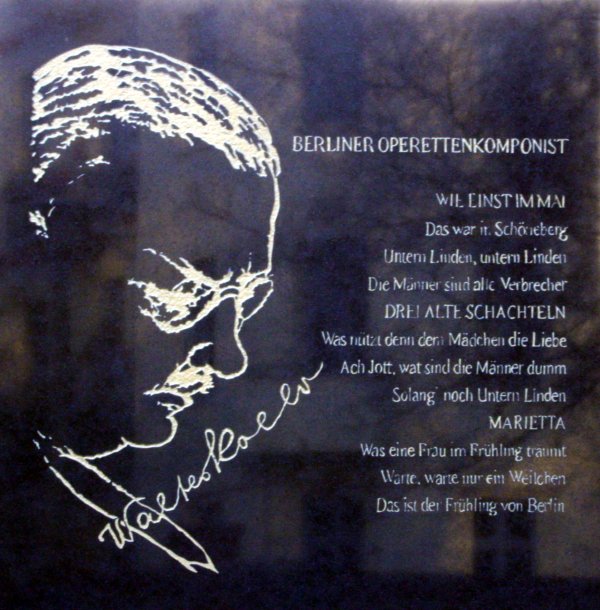 BERLINER OPERETTENKOMPONIST
WIE EINST IM MAI
Das war in Schöneberg
Untern Linden, untern Linden
Die Männer sind alle Verbrecher
DREI ALTE SCHACHTELN
Was nützt denn dem Mädchen die Liebe
Ach Jott, wat sind die Männer dumm
Solang' noch Untern Linden
MARIETTA
Was eine Frau im Frühling träumt
Warte, warte nur ein Weilchen
Das ist der Frühling von Berlin
Walter Kollo